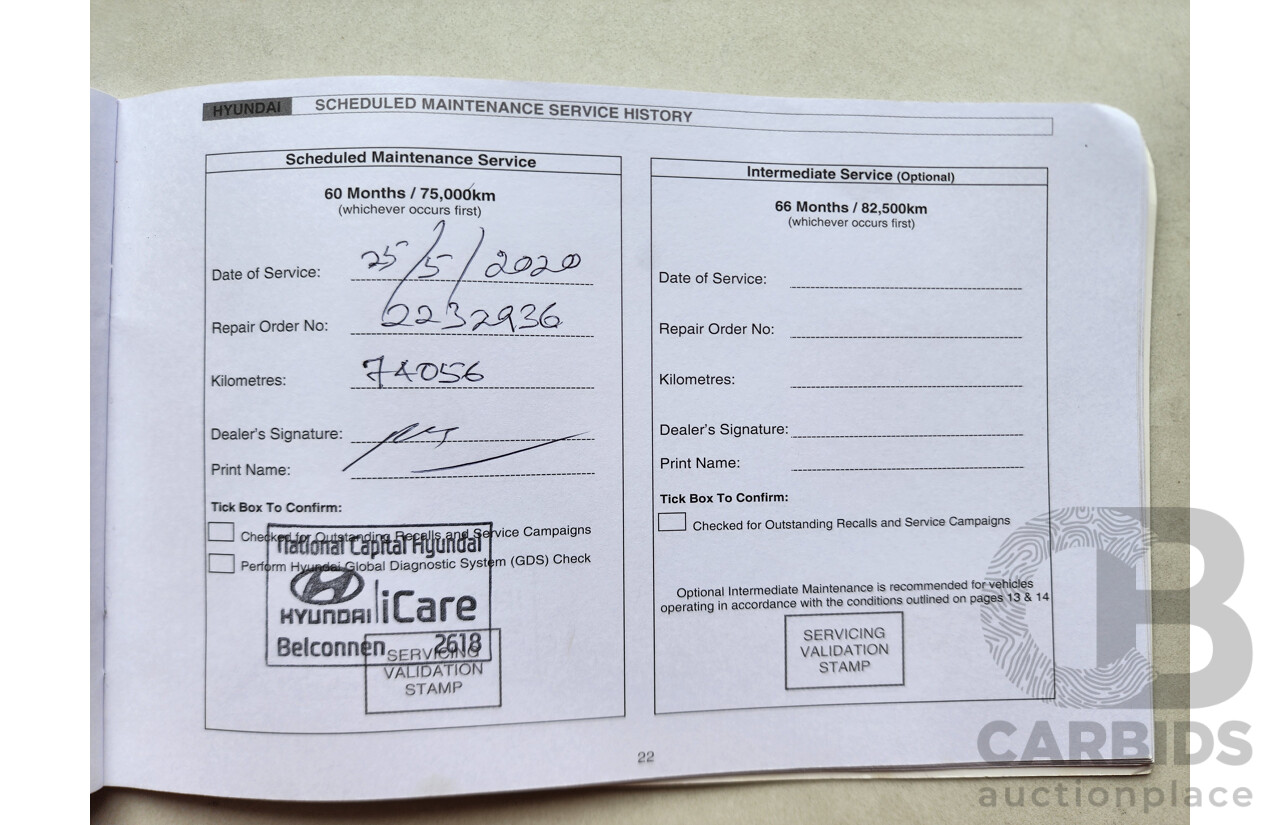 HYUNDAI SCHEDULED MAINTENANCE SERVICE HISTORY
Scheduled Maintenance Service
60 Months / 75,000km
(whichever occurs first)
Date of Service: 25/5/2020
Repair Order No: 2232936
Kilometres: 74056
Dealer's Signature:
Print Name:
Tick Box To Confirm:
Checked for Outstanding Recalls and Service Campaigns
Perform Hyundai Global Diagnostic System (GDS) Check
National Capital Hyundai
HYUNDAI iCare
Belconnen 2618
SERVICING
VALIDATION
STAMP
Intermediate Service (Optional)
66 Months / 82,500km
(whichever occurs first)
Date of Service:
Repair Order No:
Kilometres:
Dealer's Signature:
Print Name:
Tick Box To Confirm:
Checked for Outstanding Recalls and Service Campaigns
Optional Intermediate Maintenance is recommended for vehicles
operating in accordance with the conditions outlined on pages 13 & 14
SERVICING
VALIDATION
STAMP
22
CB
CARBIDS
auctionplace